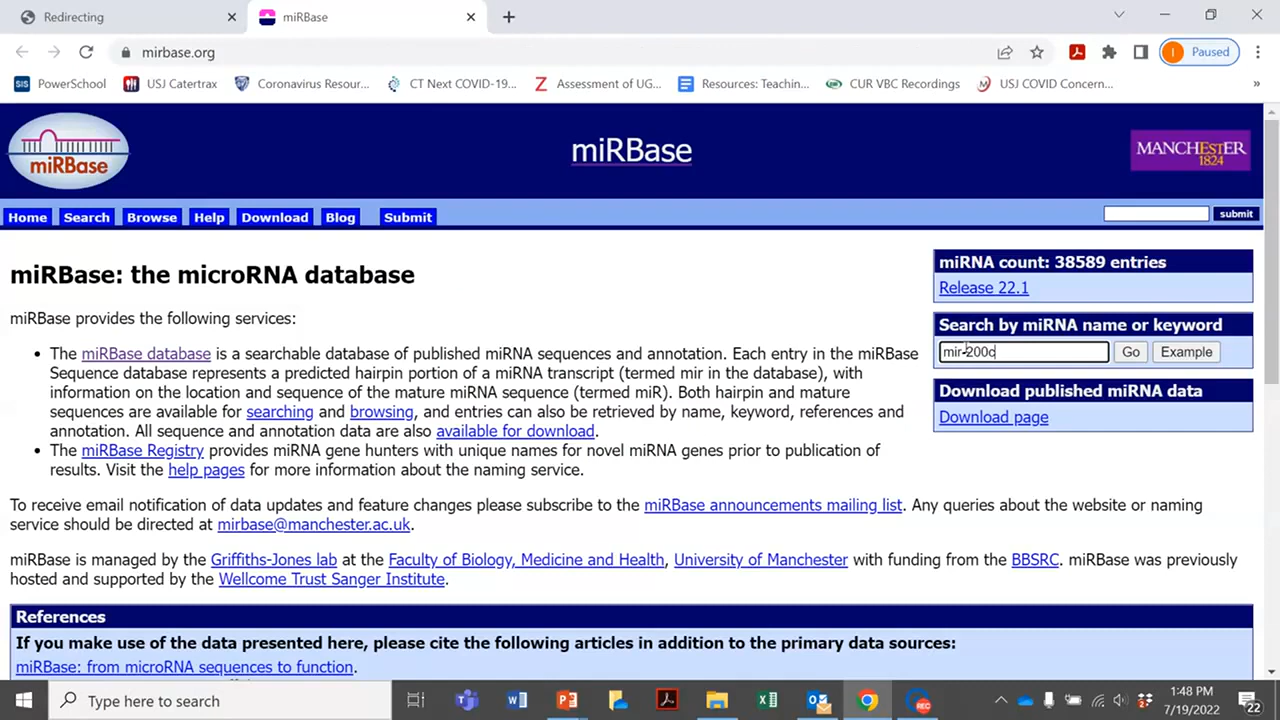 Redirecting
miRBase
mirbase.org
Paused
SIS PowerSchool
USJ Catertrax
Coronavirus Resour...
CT Next COVID-19...
Assessment of UG...
Resources: Teachin...
CUR VBC Recordings
USJ COVID Concern...
»
miRBase
miRBase
MANCHESTER
1824
Home Search Browse Help Download Blog Submit
submit
miRBase: the microRNA database
miRBase provides the following services:
• The miRBase database is a searchable database of published miRNA sequences and annotation. Each entry in the miRBase
Sequence database represents a predicted hairpin portion of a miRNA transcript (termed mir in the database), with
information on the location and sequence of the mature miRNA sequence (termed miR). Both hairpin and mature
sequences are available for searching and browsing, and entries can also be retrieved by name, keyword, references and
annotation. All sequence and annotation data are also available for download.
• The miRBase Registry provides miRNA gene hunters with unique names for novel miRNA genes prior to publication of
results. Visit the help pages for more information about the naming service.
miRNA count: 38589 entries
Release 22.1
Search by miRNA name or keyword
mir-200c
Go Example
Download published miRNA data
Download page
To receive email notification of data updates and feature changes please subscribe to the miRBase announcements mailing list. Any queries about the website or naming
service should be directed at mirbase@manchester.ac.uk.
miRBase is managed by the Griffiths-Jones lab at the Faculty of Biology, Medicine and Health, University of Manchester with funding from the BBSRC. miRBase was previously
hosted and supported by the Wellcome Trust Sanger Institute.
References
If you make use of the data presented here, please cite the following articles in addition to the primary data sources:
miRBase: from microRNA sequences to function.
Type here to search
REC
1:48 PM
7/19/2022
22